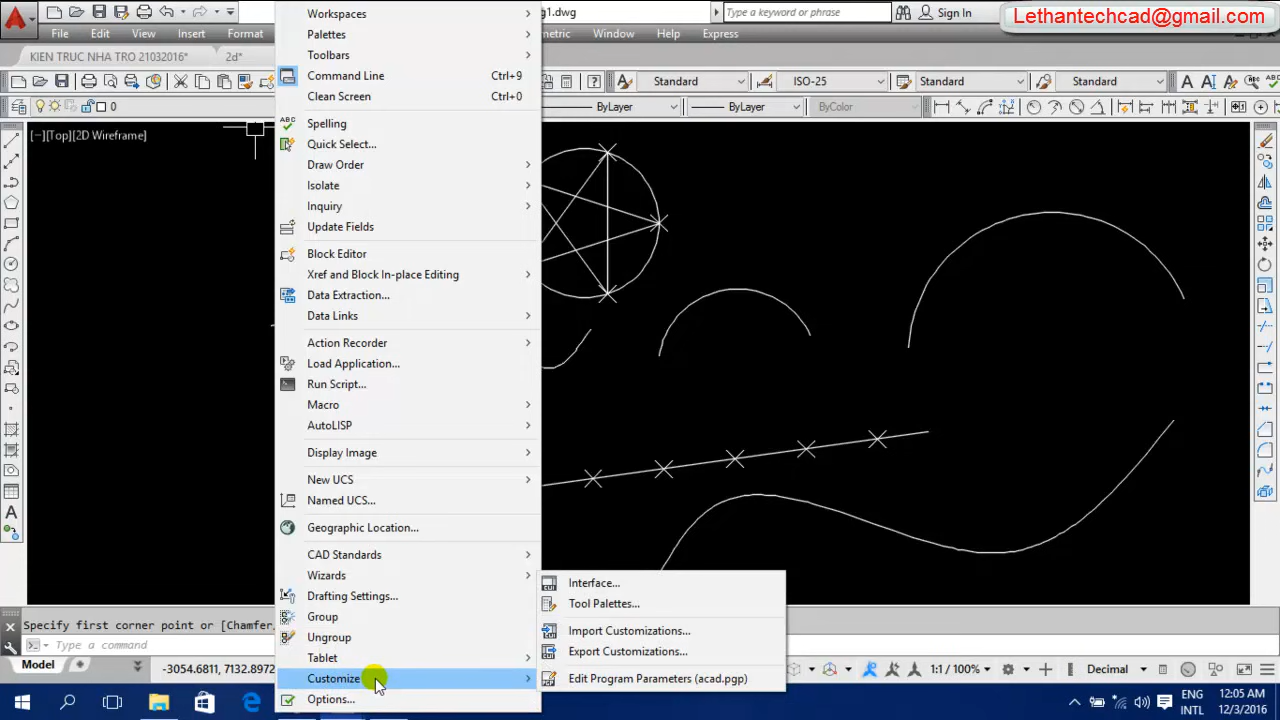 g1.dwg
Type a keyword or phrase
Sign In
Lethantechcad@gmail.com
File
Edit
View
Insert
Format
metric
Window
Help
Express
KIEN TRUC NHA TRO 21032016*
2d*
Standard
ISO-25
Standard
Standard
0
ByLayer
ByLayer
ByColor
[−][Top][2D Wireframe]
Workspaces
Palettes
Toolbars
Command Line Ctrl+9
Clean Screen Ctrl+0
ABC
Spelling
Quick Select...
Draw Order
Isolate
Inquiry
Update Fields
Block Editor
Xref and Block In-place Editing
Data Extraction...
Data Links
Action Recorder
Load Application...
Run Script...
Macro
AutoLISP
Display Image
New UCS
Named UCS...
Geographic Location...
CAD Standards
Wizards
Drafting Settings...
Group
Ungroup
Tablet
Customize
Options...
Interface...
Tool Palettes...
Import Customizations...
Export Customizations...
Edit Program Parameters (acad.pgp)
Specify first corner point or [Chamfer
Type a command
Model
-3054.6811, 7132.8972
1:1 / 100%
Decimal
ENG
INTL
12:05 AM
12/3/2016